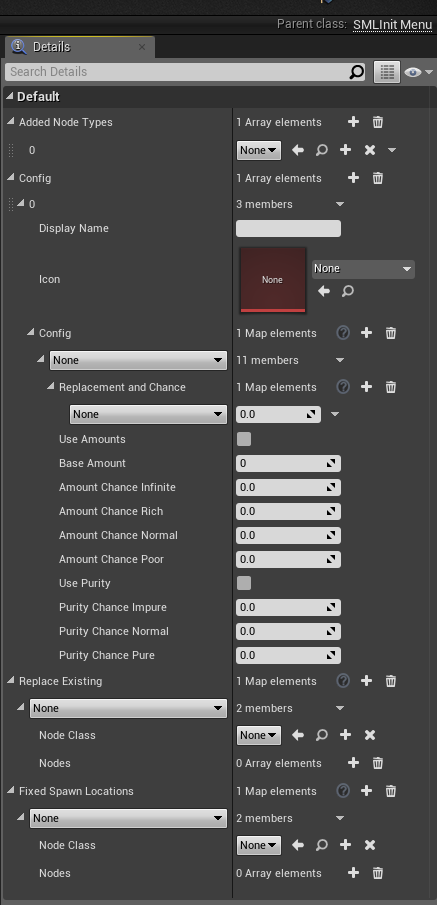 Parent class: SMLInit Menu
Details
Search Details
Default
Added Node Types 1 Array elements
0 None
Config 1 Array elements
0 3 members
Display Name
Icon None None
Config 1 Map elements
None 11 members
Replacement and Chance 1 Map elements
None 0.0
Use Amounts
Base Amount 0
Amount Chance Infinite 0.0
Amount Chance Rich 0.0
Amount Chance Normal 0.0
Amount Chance Poor 0.0
Use Purity
Purity Chance Impure 0.0
Purity Chance Normal 0.0
Purity Chance Pure 0.0
Replace Existing 1 Map elements
None 2 members
Node Class None
Nodes 0 Array elements
Fixed Spawn Locations 1 Map elements
None 2 members
Node Class None
Nodes 0 Array elements